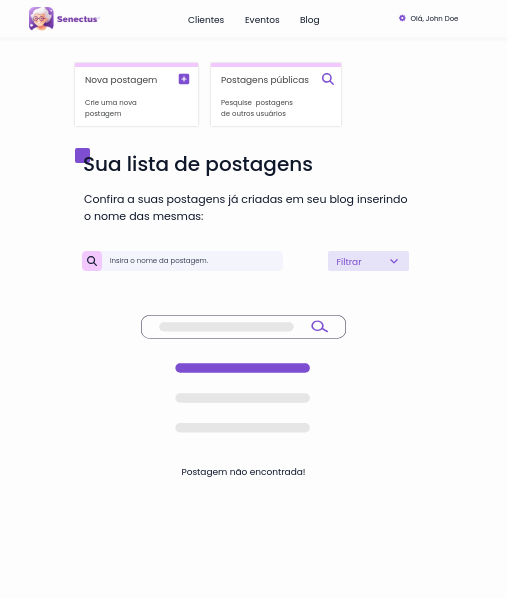 Senectus
Clientes
Eventos
Blog
Olá, John Doe
Nova postagem
Crie uma nova
postagem
Postagens públicas
Pesquise postagens
de outros usuários
Sua lista de postagens
Confira a suas postagens já criadas em seu blog inserindo
o nome das mesmas:
Insira o nome da postagem.
Filtrar
Postagem não encontrada!